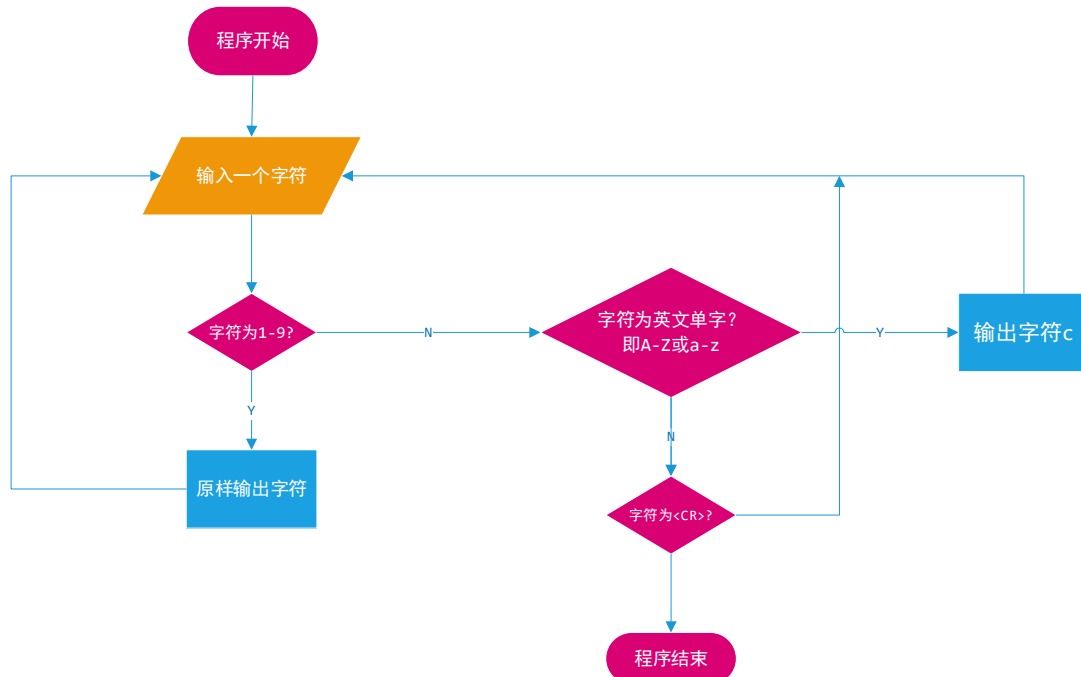 程序开始
输入一个字符
字符为1-9?
N
字符为英文单字?
即A-Z或a-z
Y
输出字符c
Y
N
原样输出字符
字符为<CR>?
程序结束